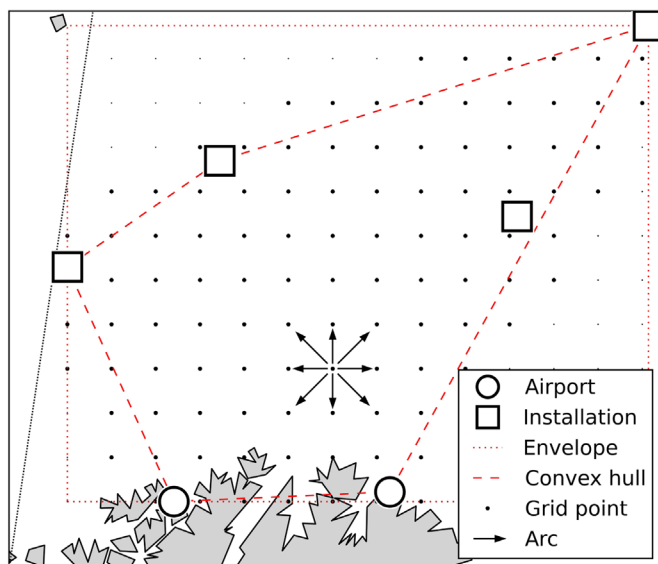 Airport
Installation
Envelope
Convex hull
Grid point
Arc